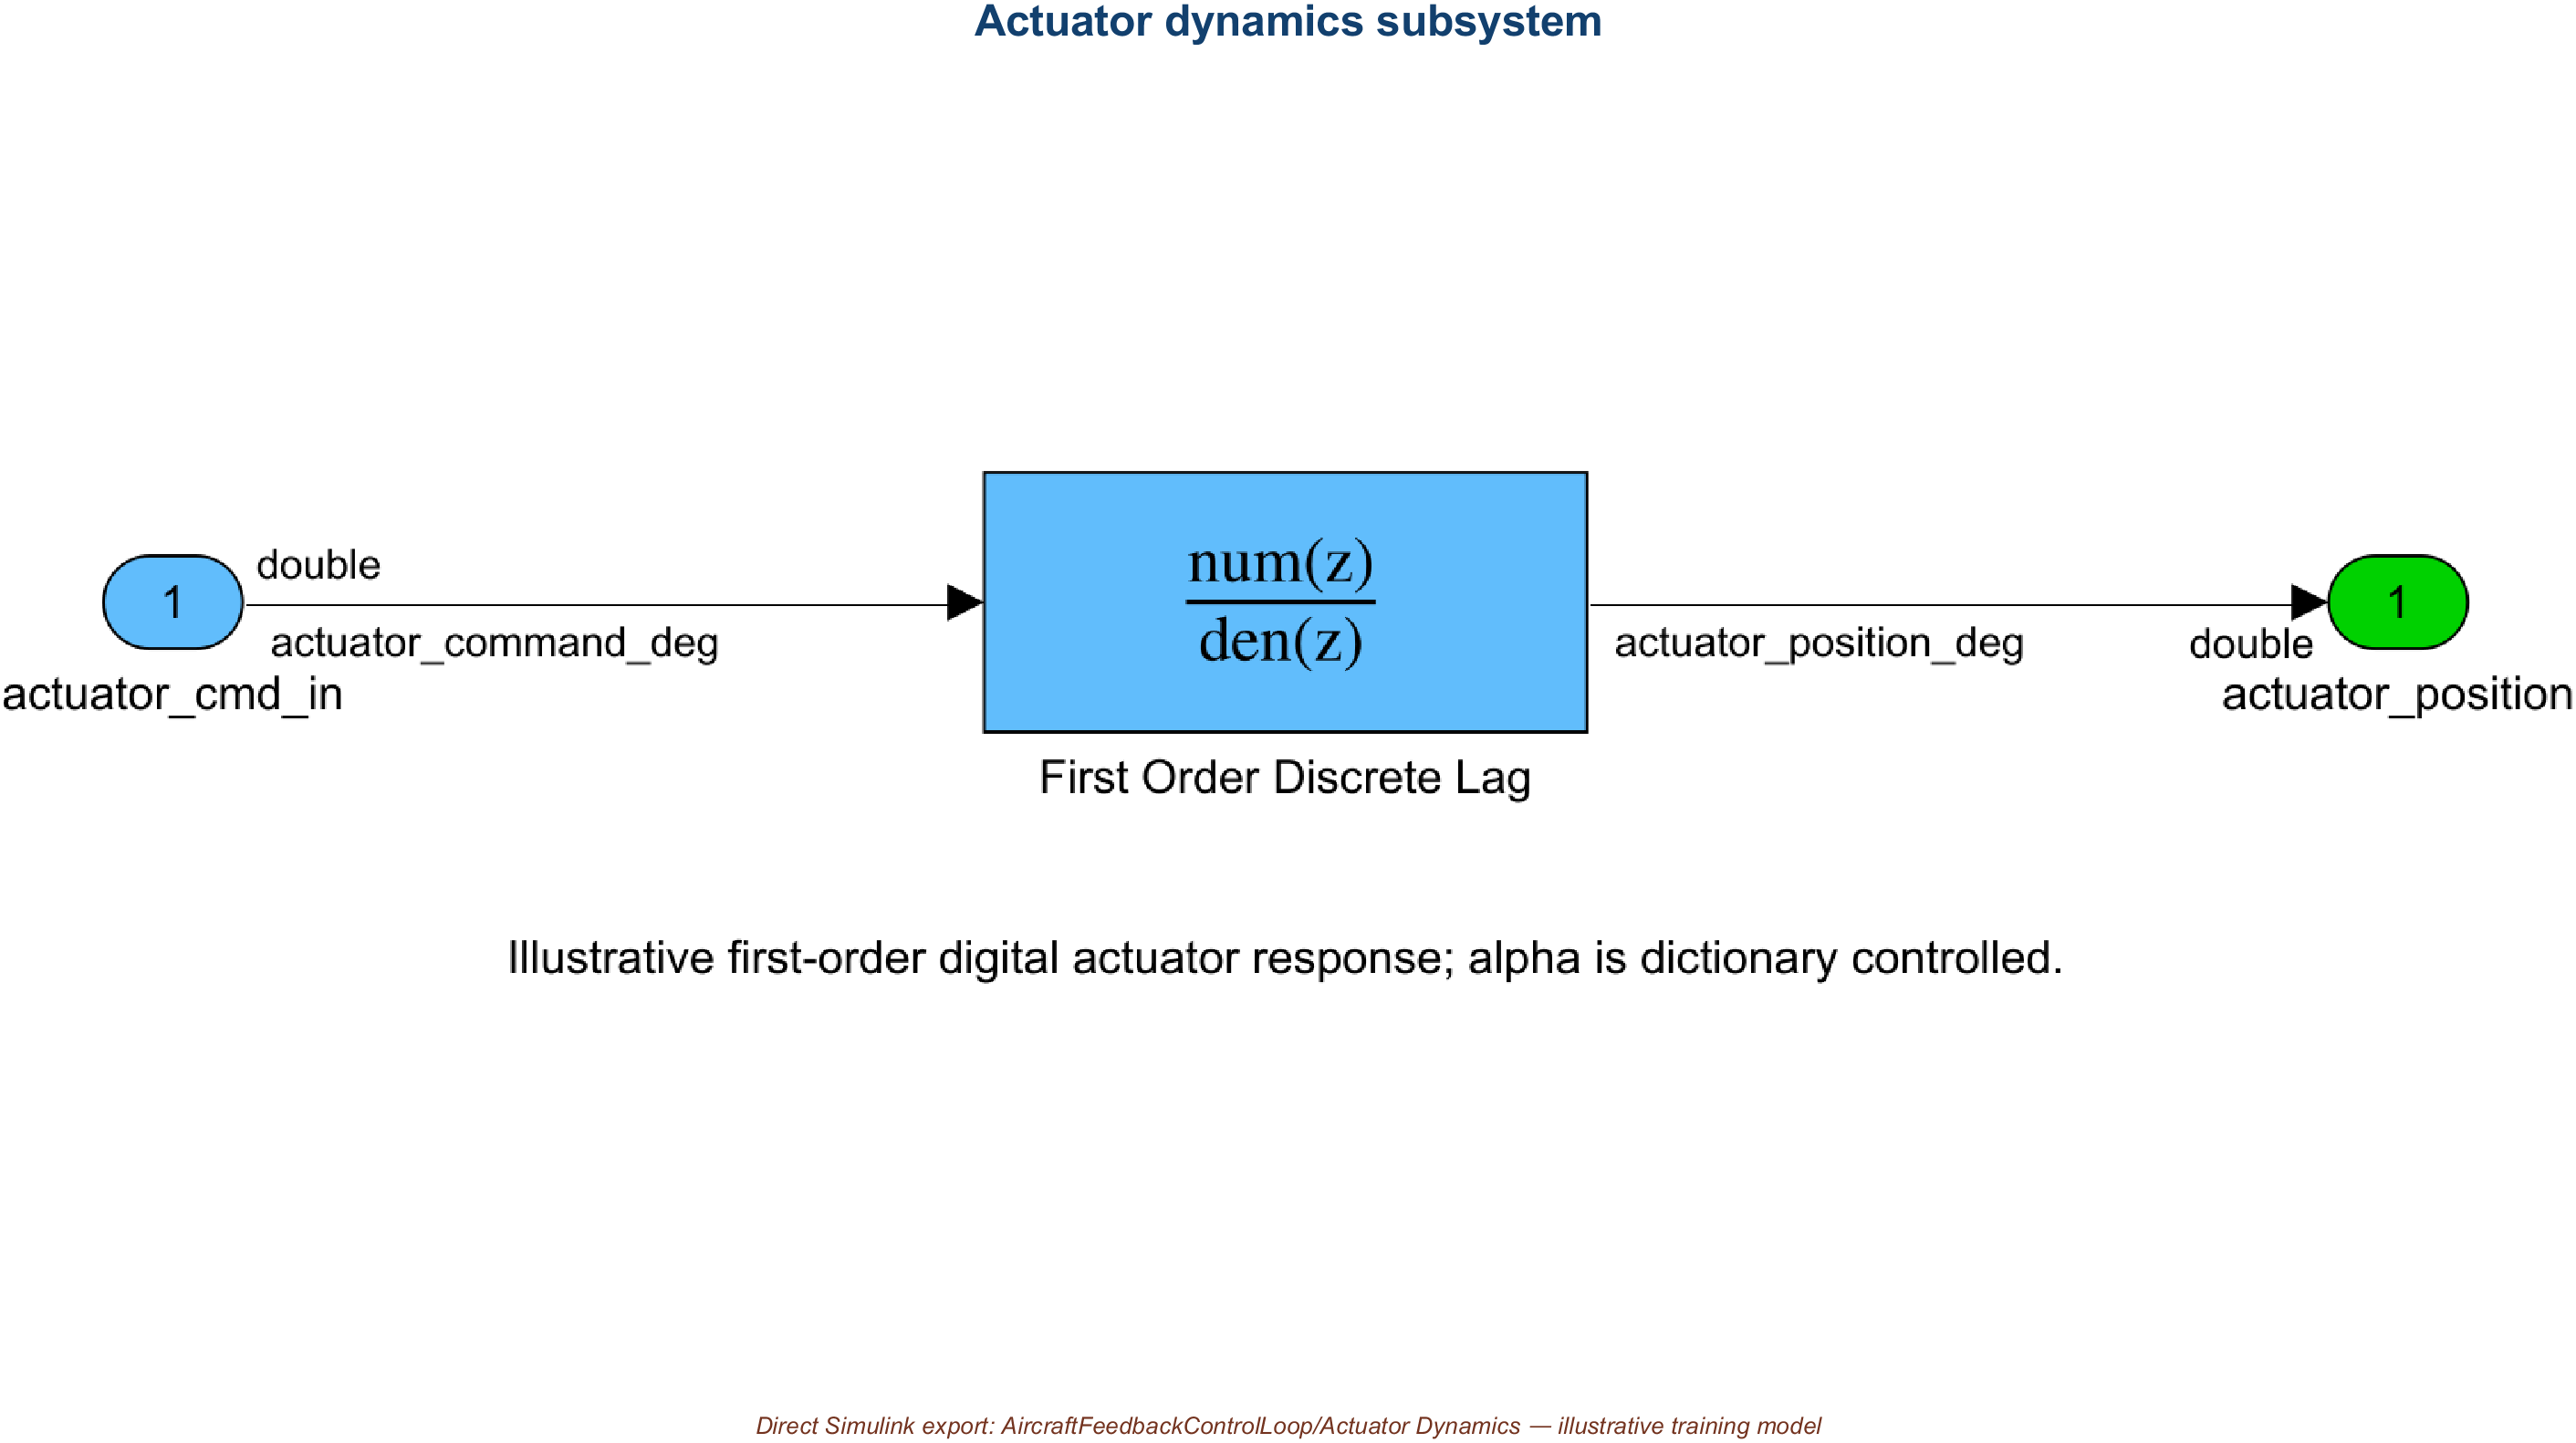 Actuator dynamics subsystem
double
1
actuator_command_deg
actuator_cmd_in
num(z)
den(z)
First Order Discrete Lag
actuator_position_deg
double
1
actuator_position
Illustrative first-order digital actuator response; alpha is dictionary controlled.
Direct Simulink export: AircraftFeedbackControlLoop/Actuator Dynamics — illustrative training model